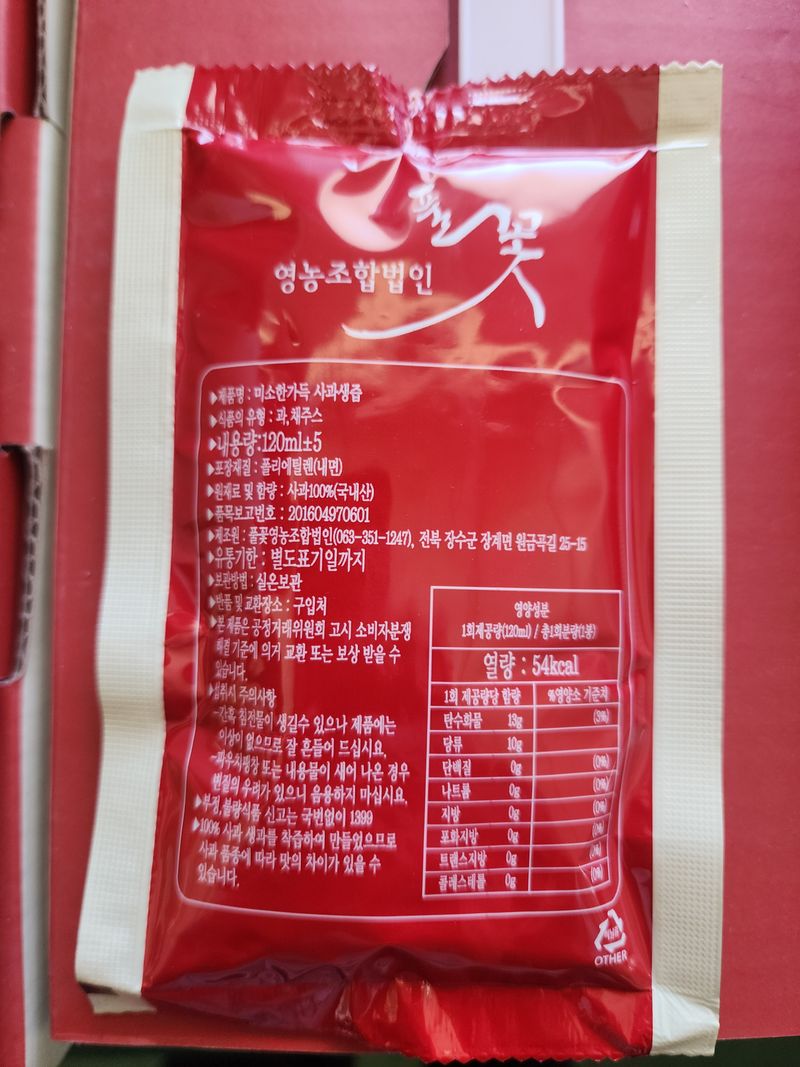 풀꽃
영농조합법인
▶제품명 : 미소한가득 사과생즙
▶식품의 유형 : 과,채주스
▶내용량:120ml±5
▶포장재질 : 폴리에틸렌(내면)
▶원재료 및 함량 : 사과100%(국내산)
▶품목보고번호 : 201604970601
▶제조원 : 풀꽃영농조합법인(063-351-1247), 전북 장수군 장계면 원금곡길 25-15
▶유통기한 : 별도표기일까지
▶보관방법 : 실온보관
▶반품 및 교환장소 : 구입처
▶본 제품은 공정거래위원회 고시 소비자분쟁
해결 기준에 의거 교환 또는 보상 받을 수
있습니다.
▶섭취시 주의사항
-간혹 침전물이 생길수 있으나 제품에는
이상이 없으므로 잘 흔들어 드십시요.
-파우치팽창 또는 내용물이 새어 나온 경우
변질의 우려가 있으니 음용하지 마십시요.
▶부정,불량식품 신고는 국번없이 1399
▶100% 사과 생과를 착즙하여 만들었으므로
사과 품종에 따라 맛의 차이가 있을 수
있습니다.
영양성분
1회제공량(120ml) / 총1회분량(1봉)
열량 : 54kcal
1회 제공량당 함량 %영양소 기준치
탄수화물 13g (3%)
당류 10g
단백질 0g (0%)
나트륨 0g (0%)
지방 0g (0%)
포화지방 0g (0%)
트랜스지방 0g
콜레스테롤 0g (0%)
OTHER